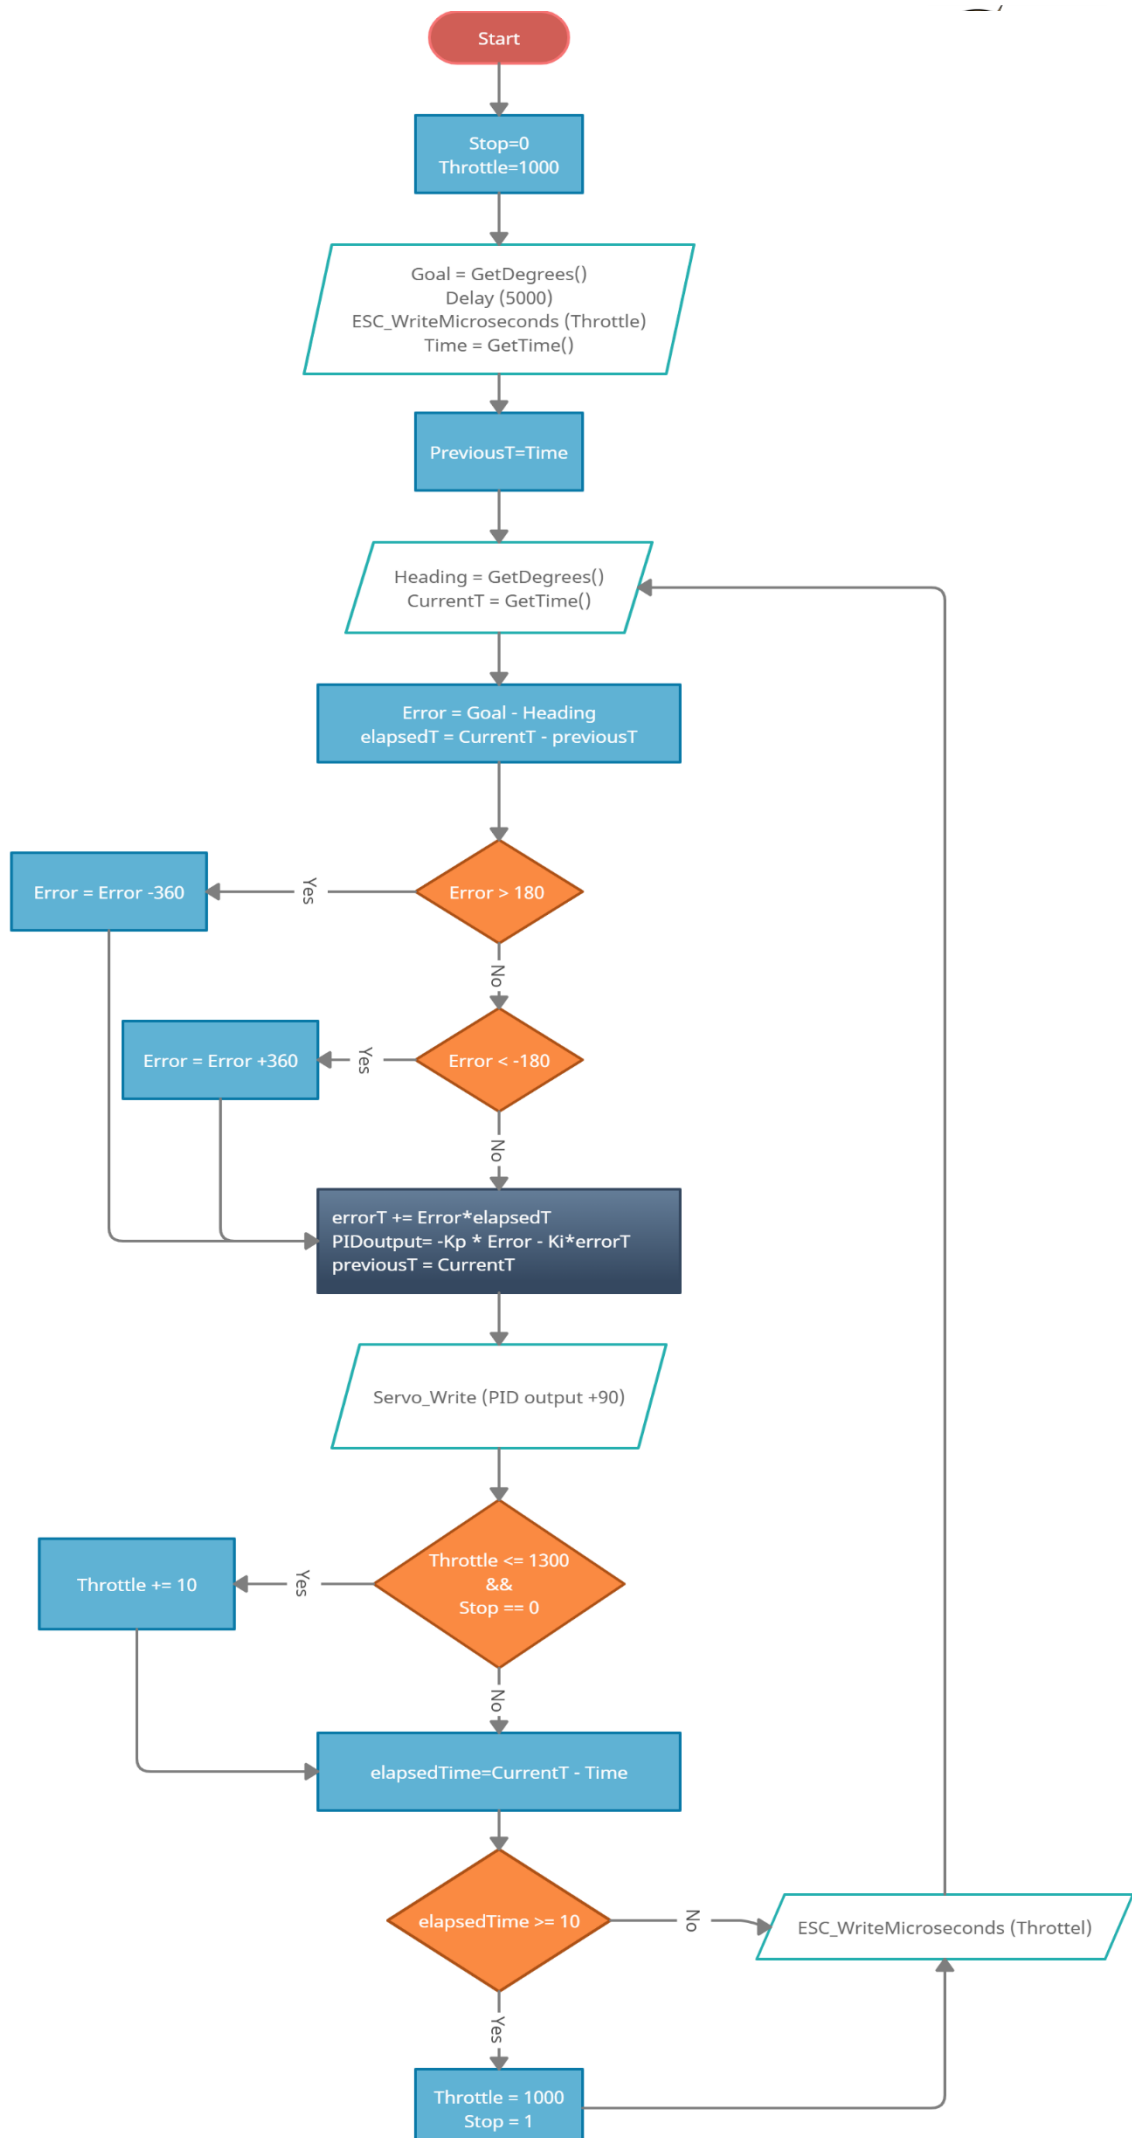 Start
Stop=0
Throttle=1000
Goal = GetDegrees()
Delay (5000)
ESC_WriteMicroseconds (Throttle)
Time = GetTime()
PreviousT=Time
Heading = GetDegrees()
CurrentT = GetTime()
Error = Goal - Heading
elapsedT = CurrentT - previousT
Error > 180
Yes
Error = Error -360
No
Error < -180
Yes
Error = Error +360
No
errorT += Error*elapsedT
PIDoutput= -Kp * Error - Ki*errorT
previousT = CurrentT
Servo_Write (PID output +90)
Throttle <= 1300
&&
Stop == 0
Yes
Throttle += 10
No
elapsedTime=CurrentT - Time
elapsedTime >= 10
No
ESC_WriteMicroseconds (Throttel)
Yes
Throttle = 1000
Stop = 1